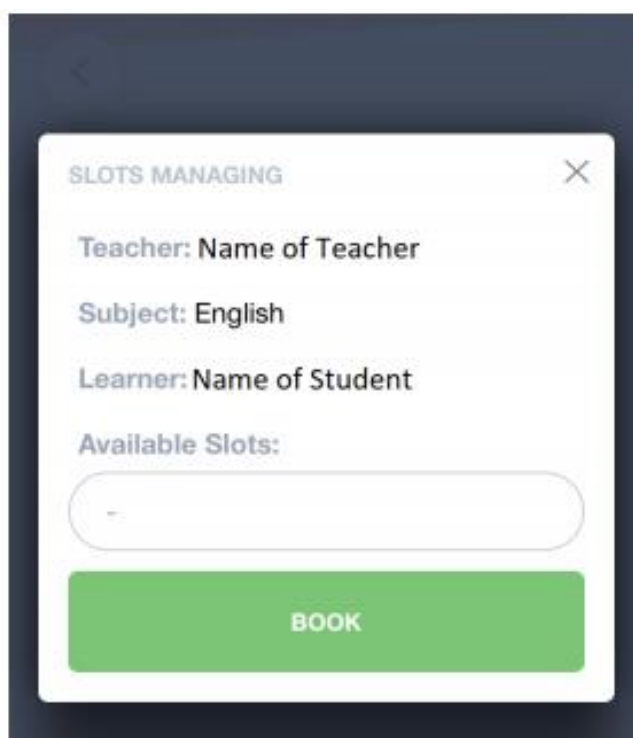 SLOTS MANAGING
Teacher: Name of Teacher
Subject: English
Learner: Name of Student
Available Slots:
-
BOOK